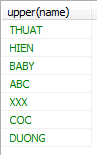 upper(name)
THUAT
HIEN
BABY
ABC
XXX
COC
DUONG